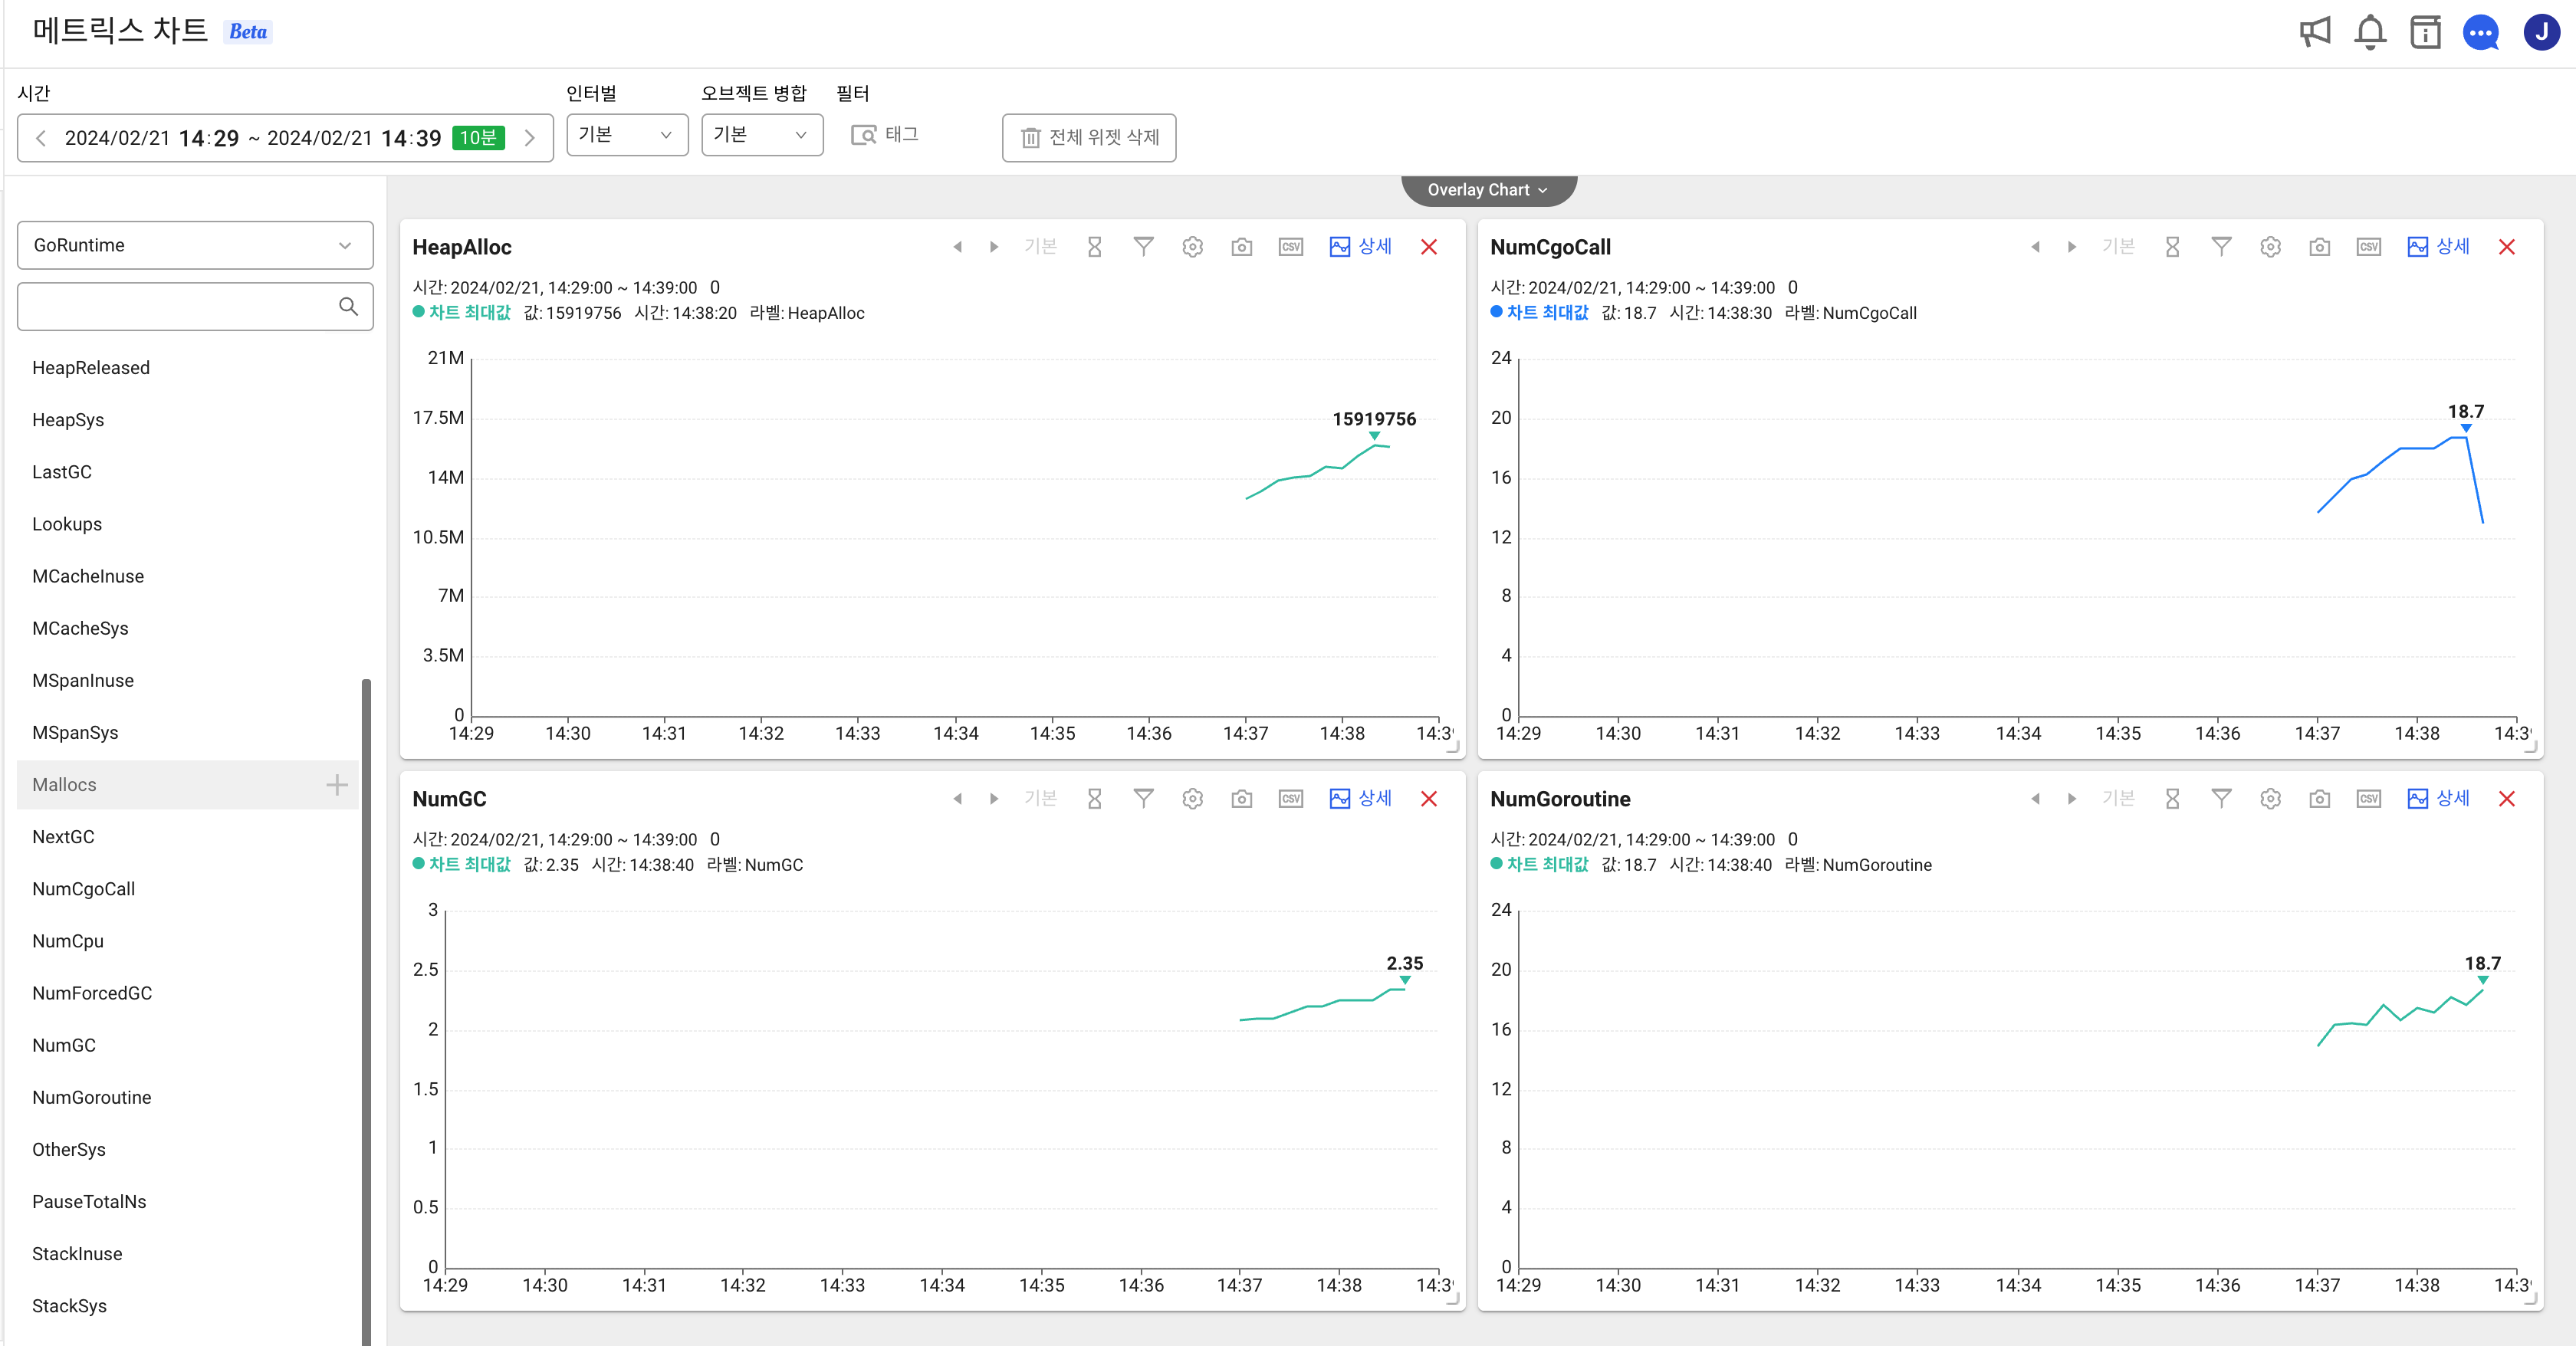 메트릭스 차트 Beta
J
시간 인터벌 오브젝트 병합 필터
2024/02/21 14:29 ~ 2024/02/21 14:39 10분 기본 기본 태그 전체 위젯 삭제
Overlay Chart
GoRuntime
HeapReleased
HeapSys
LastGC
Lookups
MCacheInuse
MCacheSys
MSpanInuse
MSpanSys
Mallocs
NextGC
NumCgoCall
NumCpu
NumForcedGC
NumGC
NumGoroutine
OtherSys
PauseTotalNs
StackInuse
StackSys
HeapAlloc 기본 CSV 상세
시간: 2024/02/21, 14:29:00 ~ 14:39:00 0
차트 최대값 값: 15919756 시간: 14:38:20 라벨: HeapAlloc
21M
15919756
17.5M
14M
10.5M
7M
3.5M
0
14:29 14:30 14:31 14:32 14:33 14:34 14:35 14:36 14:37 14:38
NumCgoCall 기본 CSV 상세
시간: 2024/02/21, 14:29:00 ~ 14:39:00 0
차트 최대값 값: 18.7 시간: 14:38:30 라벨: NumCgoCall
24
18.7
20
16
12
8
4
0
14:29 14:30 14:31 14:32 14:33 14:34 14:35 14:36 14:37 14:38
NumGC 기본 CSV 상세
시간: 2024/02/21, 14:29:00 ~ 14:39:00 0
차트 최대값 값: 2.35 시간: 14:38:40 라벨: NumGC
3
2.35
2.5
2
1.5
1
0.5
0
14:29 14:30 14:31 14:32 14:33 14:34 14:35 14:36 14:37 14:38
NumGoroutine 기본 CSV 상세
시간: 2024/02/21, 14:29:00 ~ 14:39:00 0
차트 최대값 값: 18.7 시간: 14:38:40 라벨: NumGoroutine
24
18.7
20
16
12
8
4
0
14:29 14:30 14:31 14:32 14:33 14:34 14:35 14:36 14:37 14:38